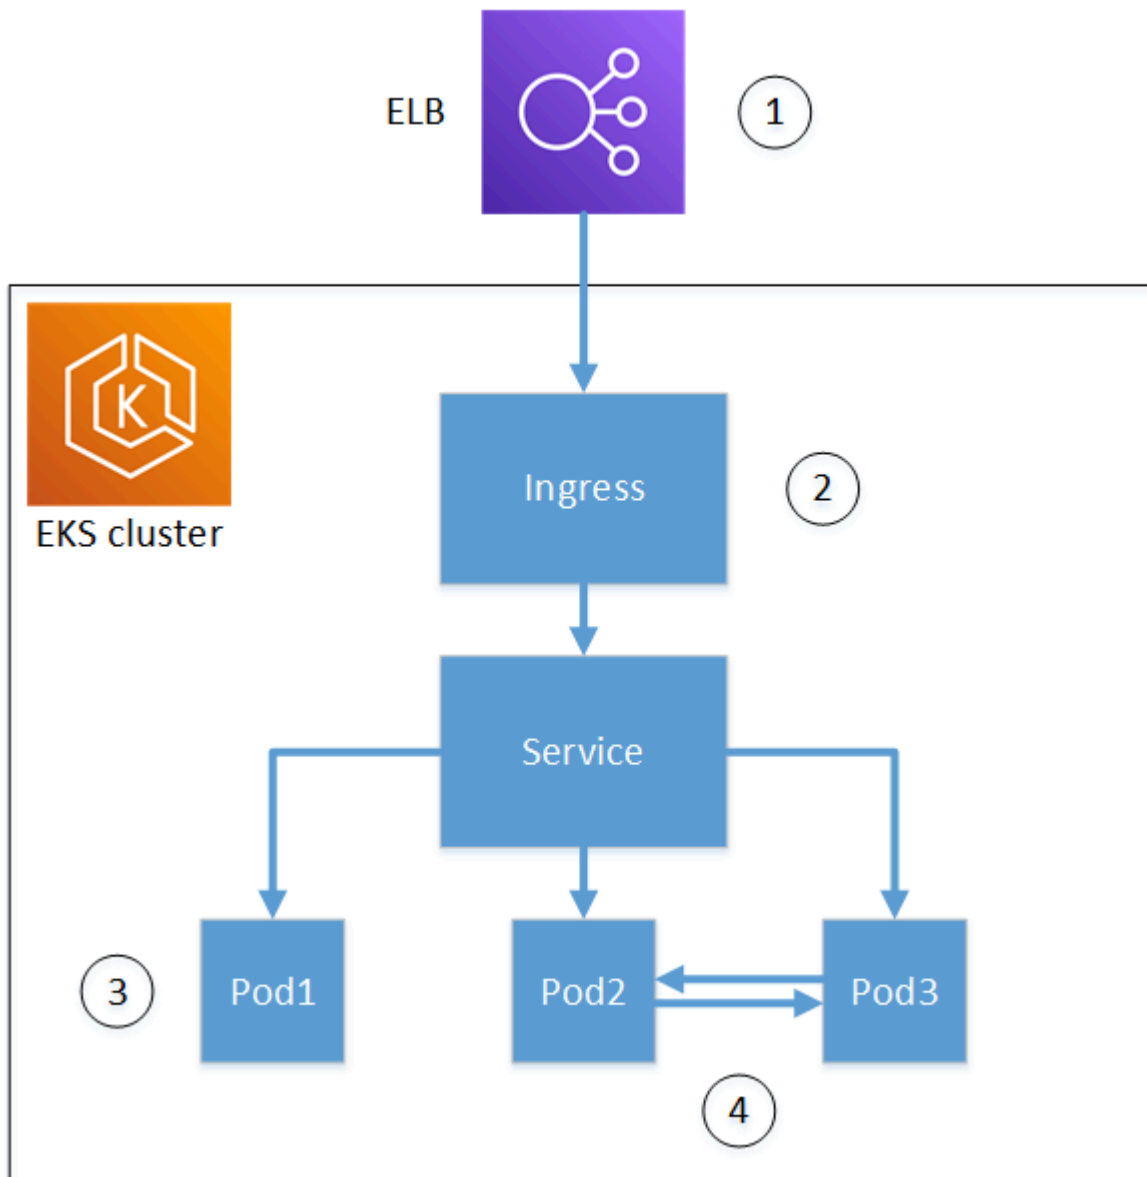 ELB
1
K
EKS cluster
Ingress
2
Service
3
Pod1
Pod2
Pod3
4